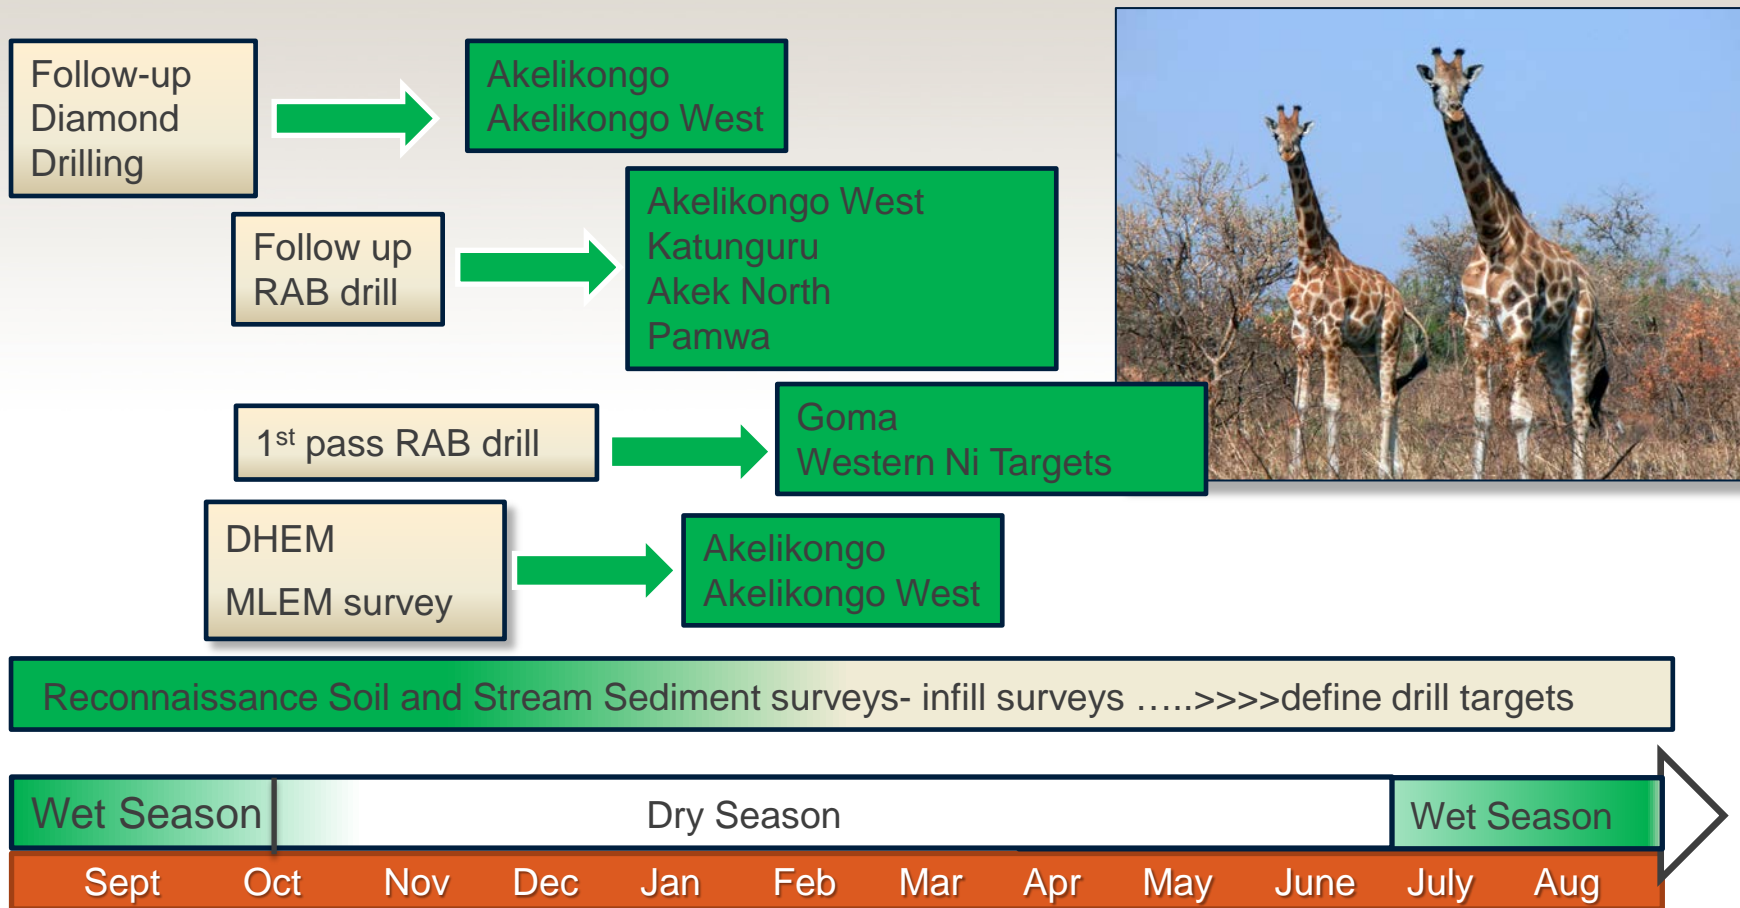 Follow-up
Diamond
Drilling
Akelikongo
Akelikongo West
Follow up
RAB drill
Akelikongo West
Katunguru
Akek North
Pamwa
1st pass RAB drill
Goma
Western Ni Targets
DHEM
MLEM survey
Akelikongo
Akelikongo West
Reconnaissance Soil and Stream Sediment surveys- infill surveys …..>>>>define drill targets
Wet Season
Dry Season
Wet Season
Sept Oct Nov Dec Jan Feb Mar Apr May June July Aug